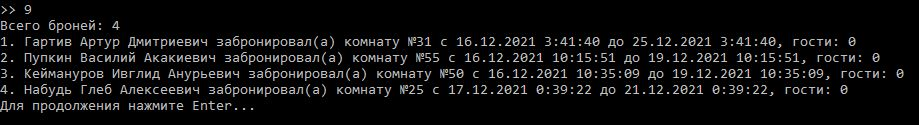 >> 9
Всего броней: 4
1. Гартив Артур Дмитриевич забронировал(а) комнату №31 с 16.12.2021 3:41:40 до 25.12.2021 3:41:40, гости: 0
2. Пупкин Василий Акакиевич забронировал(а) комнату №55 с 16.12.2021 10:15:51 до 19.12.2021 10:15:51, гости: 0
3. Кеймануров Ивглид Анурьевич забронировал(а) комнату №50 с 16.12.2021 10:35:09 до 19.12.2021 10:35:09, гости: 0
4. Набудь Глеб Алексеевич забронировал(а) комнату №25 с 17.12.2021 0:39:22 до 21.12.2021 0:39:22, гости: 0
Для продолжения нажмите Enter...